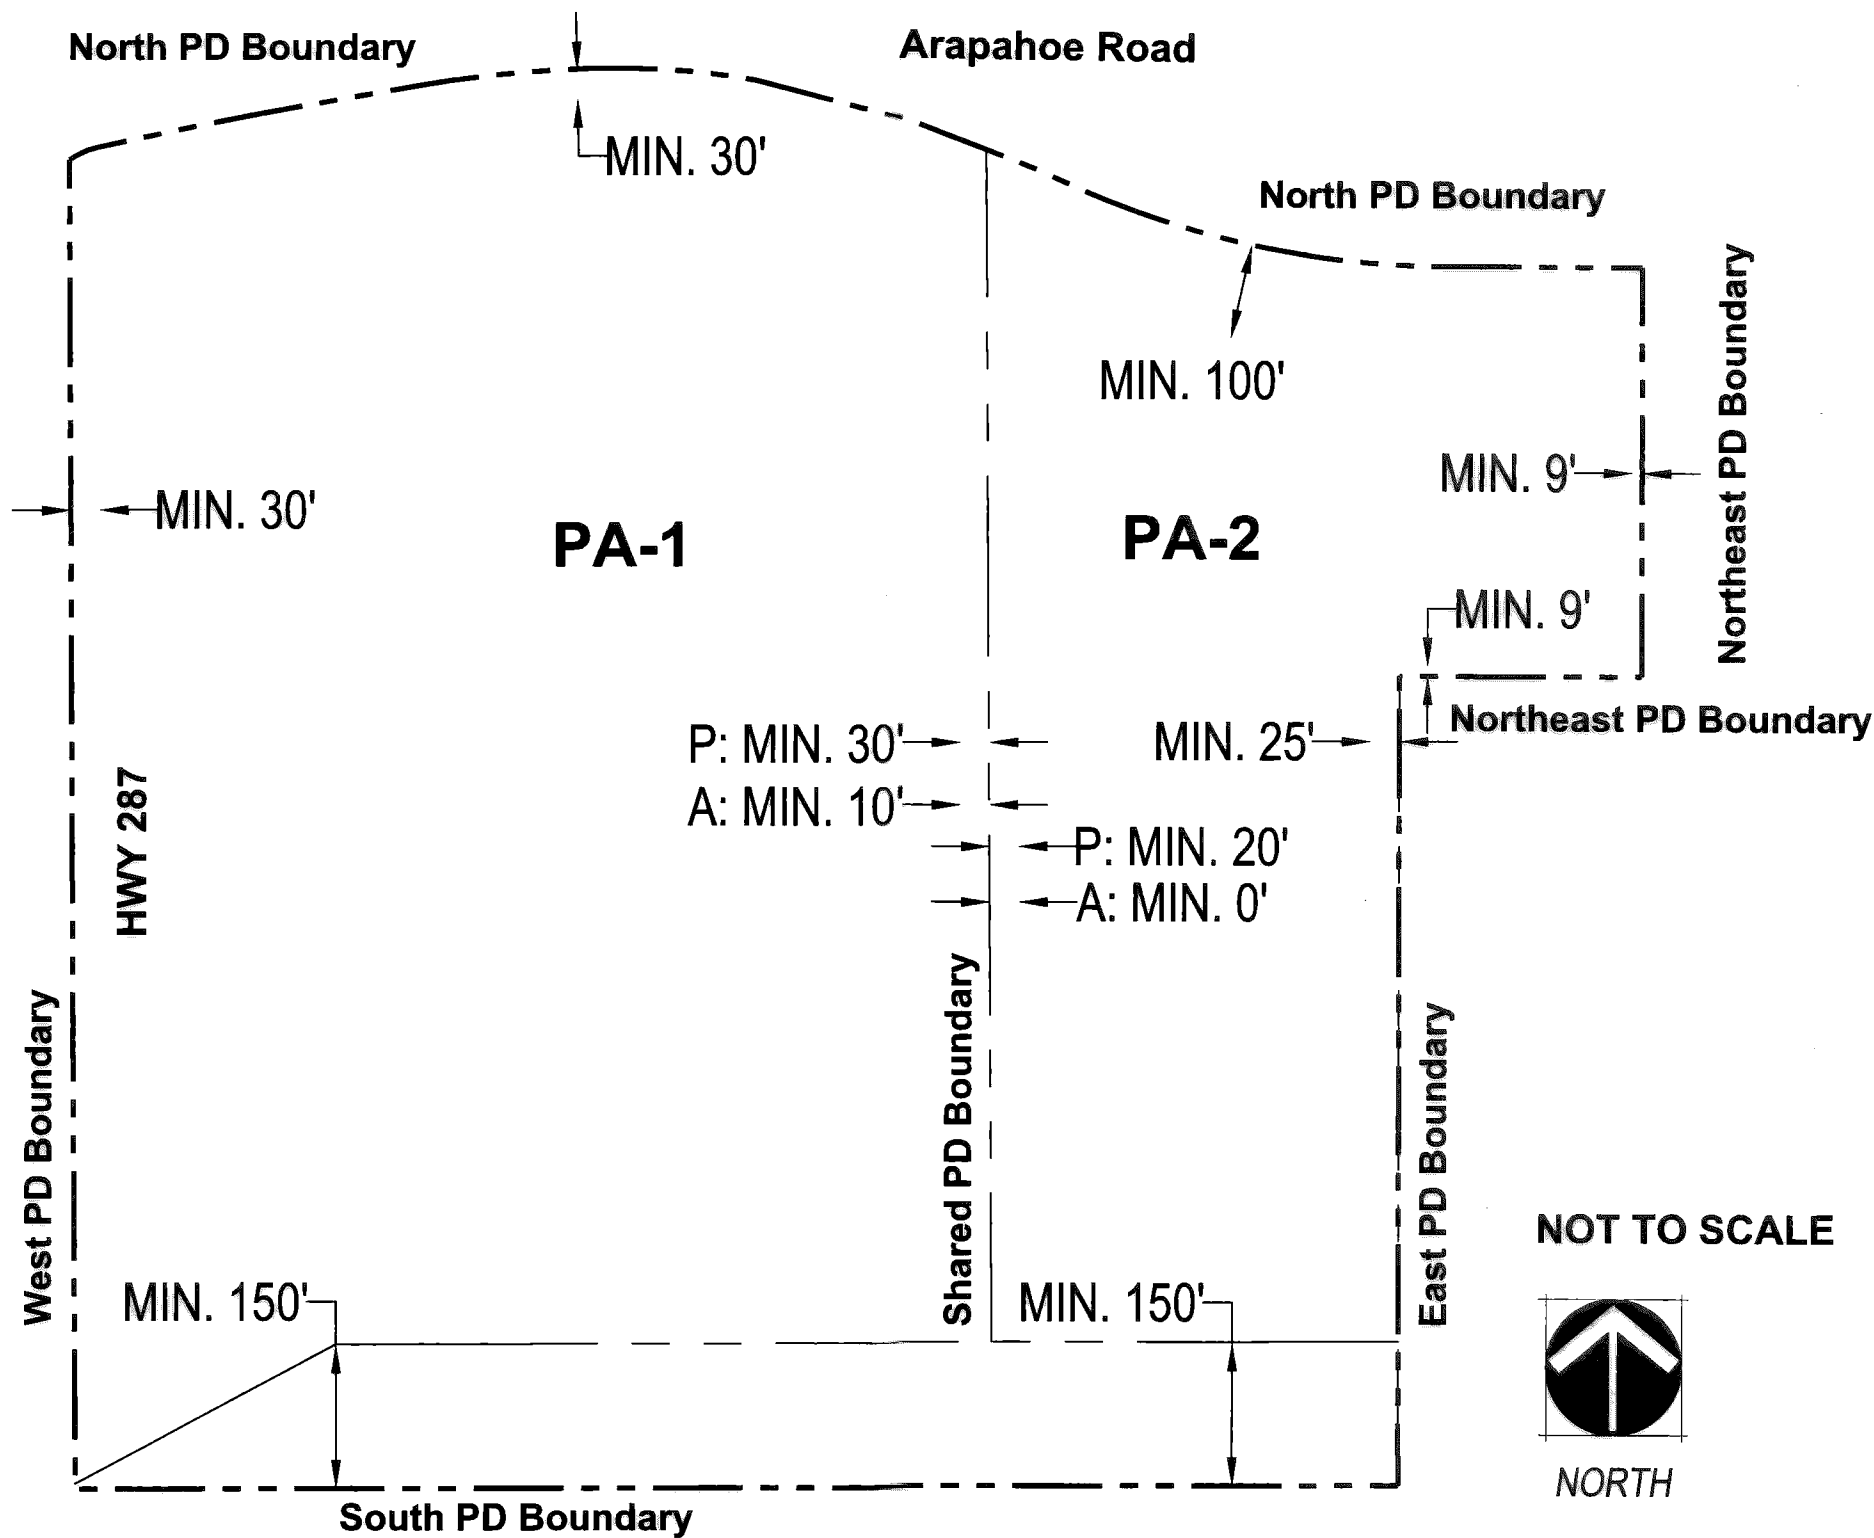 North PD Boundary
Arapahoe Road
MIN. 30'
North PD Boundary
MIN. 100'
Northeast PD Boundary
MIN. 9'
MIN. 30'
PA-1
PA-2
MIN. 9'
Northeast PD Boundary
P: MIN. 30'
MIN. 25'
A: MIN. 10'
P: MIN. 20'
A: MIN. 0'
HWY 287
West PD Boundary
Shared PD Boundary
East PD Boundary
NOT TO SCALE
MIN. 150'
MIN. 150'
NORTH
South PD Boundary